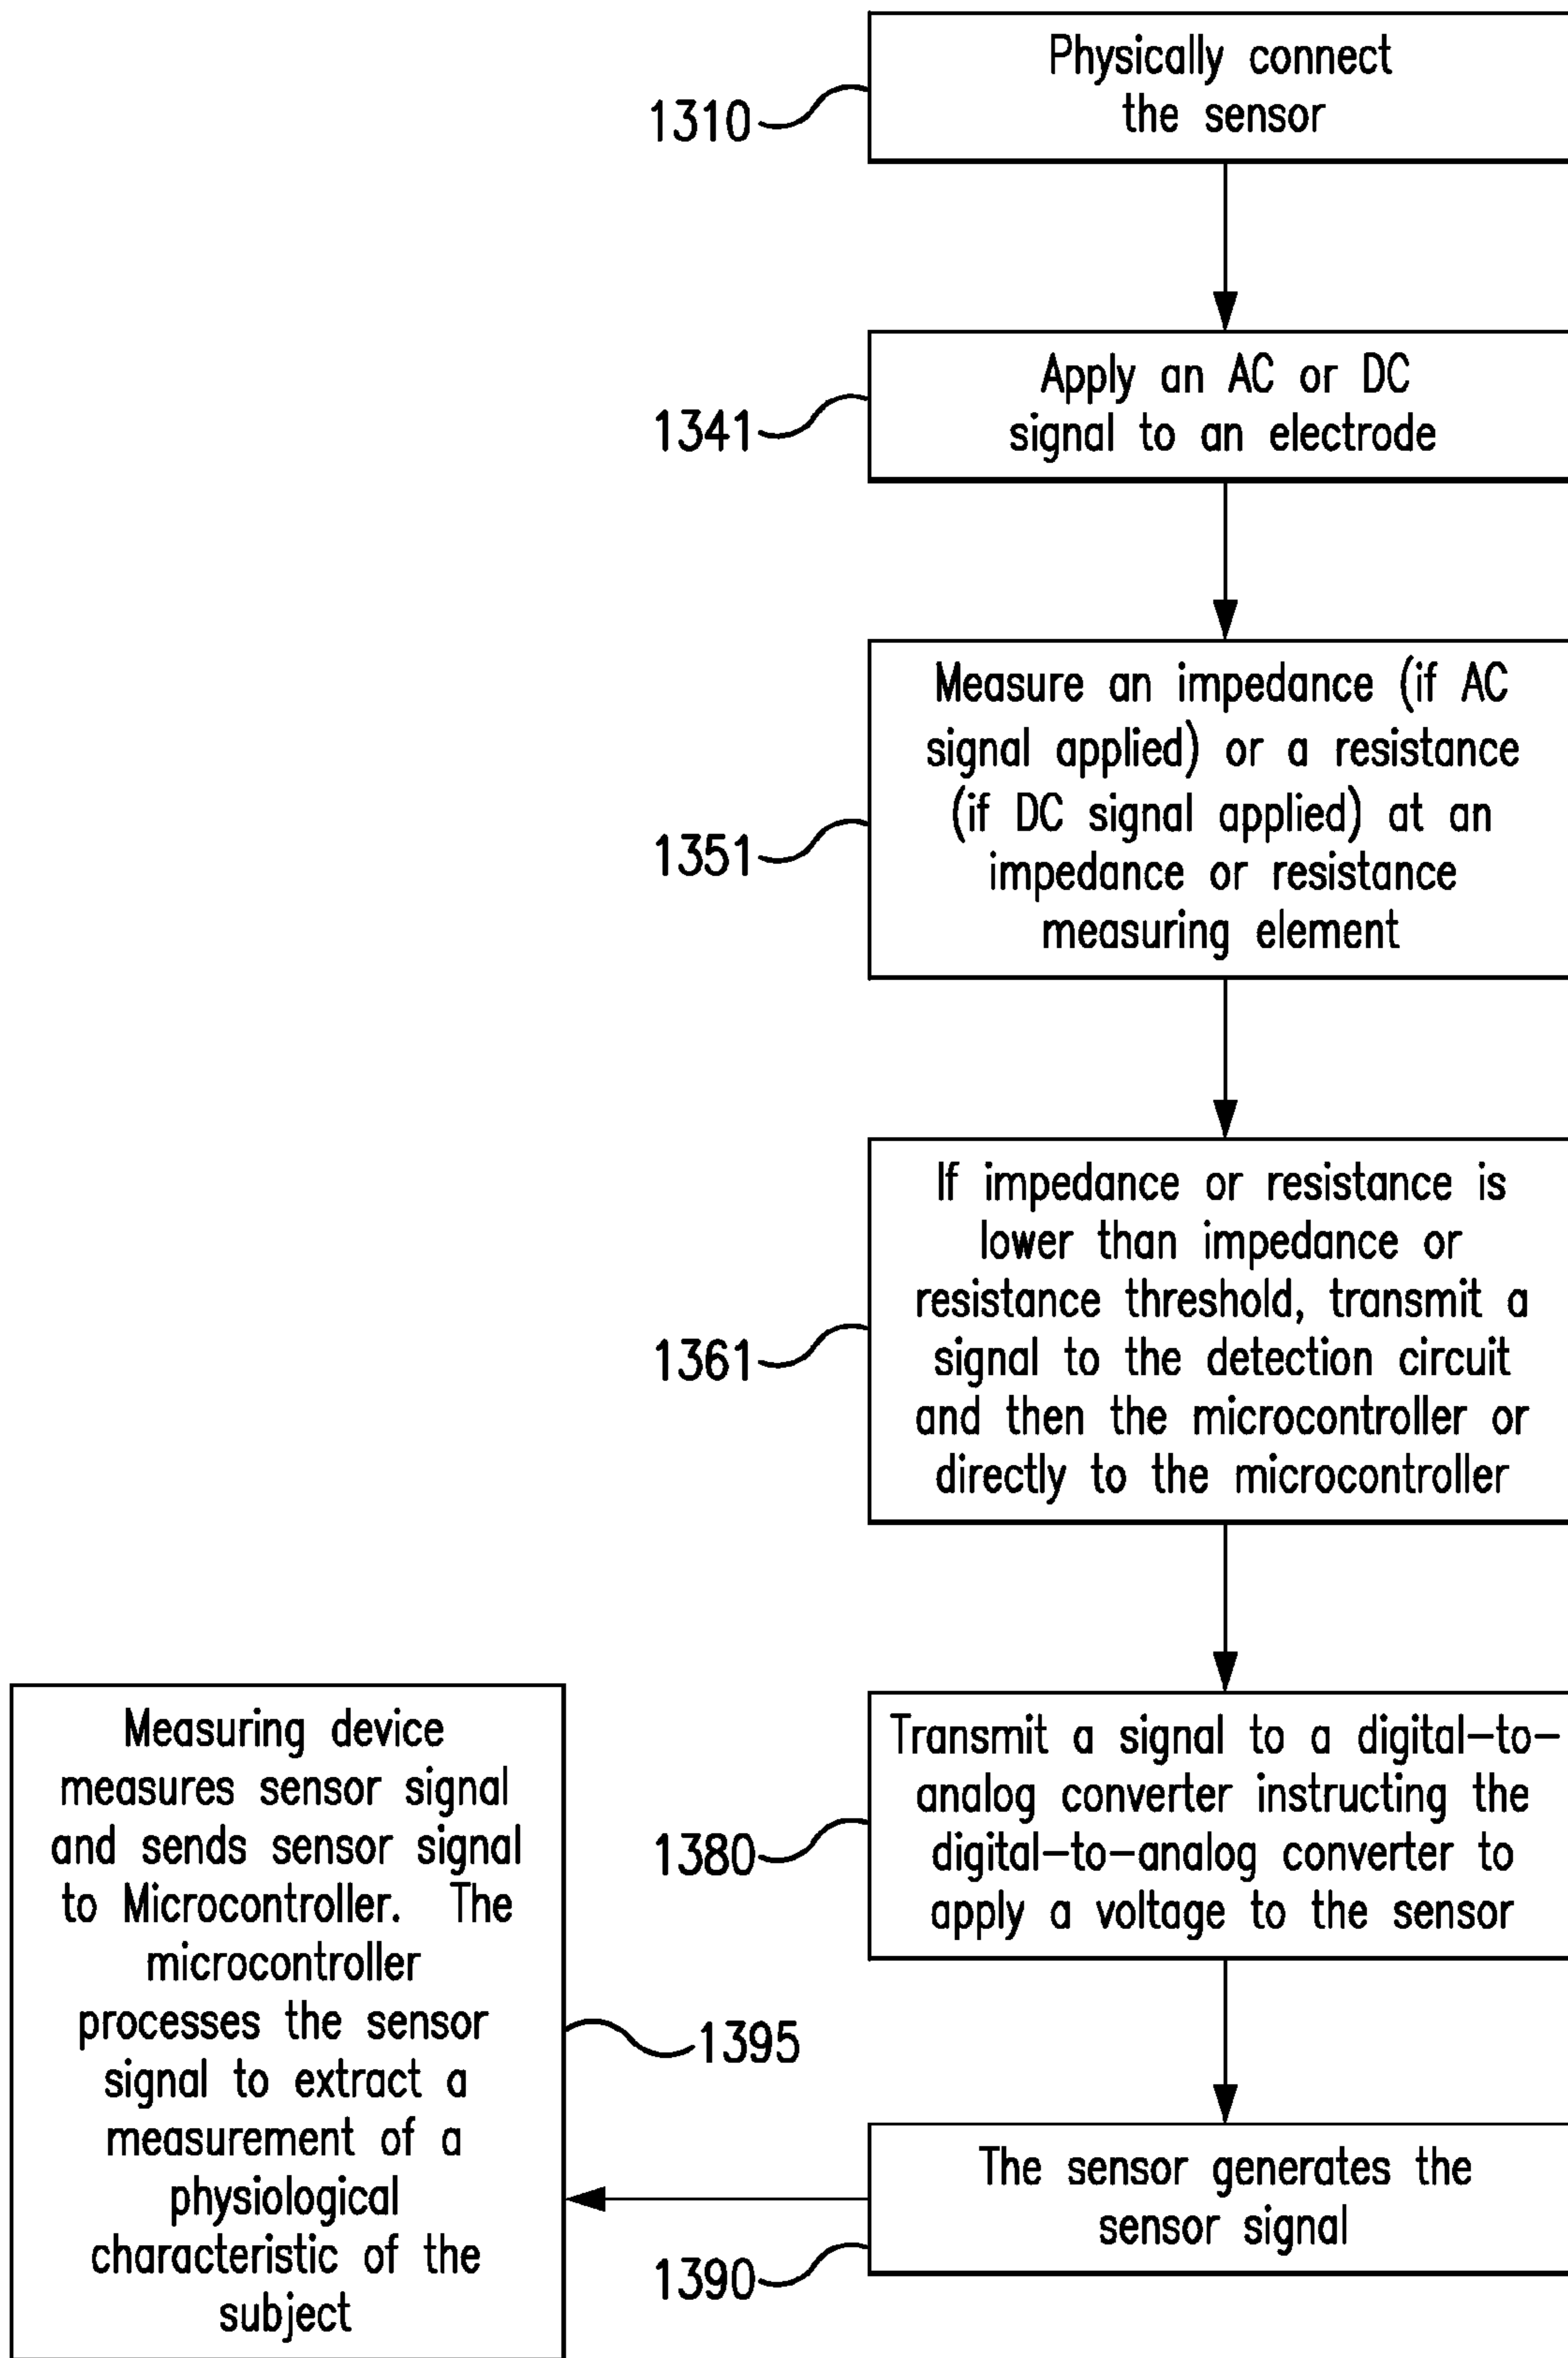 Physically connect
the sensor
1310
Apply an AC or DC
signal to an electrode
1341
Measure an impedance (if AC
signal applied) or a resistance
(if DC signal applied) at an
impedance or resistance
measuring element
1351
If impedance or resistance is
lower than impedance or
resistance threshold, transmit a
signal to the detection circuit
and then the microcontroller or
directly to the microcontroller
1361
Transmit a signal to a digital-to-
analog converter instructing the
digital-to-analog converter to
apply a voltage to the sensor
1380
The sensor generates the
sensor signal
1390
Measuring device
measures sensor signal
and sends sensor signal
to Microcontroller. The
microcontroller
processes the sensor
signal to extract a
measurement of a
physiological
characteristic of the
subject
1395